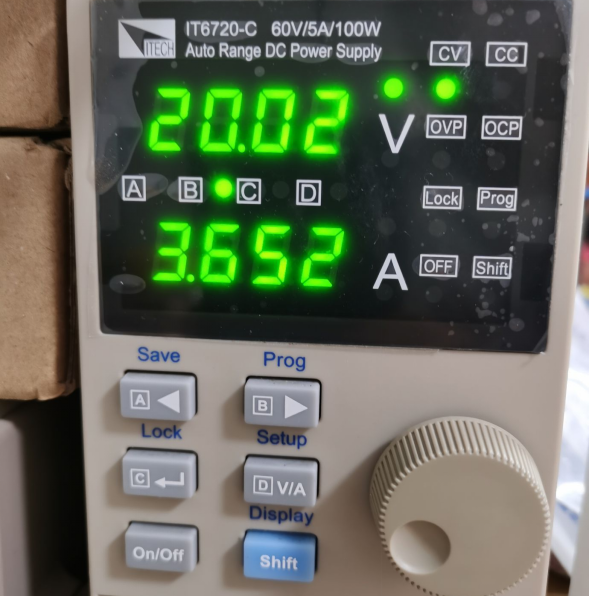 ITECH
IT6720-C 60V/5A/100W
Auto Range DC Power Supply
CV CC
20.02 V
OVP OCP
A B C D
Lock Prog
3.652 A
OFF Shift
Save Prog
A B
Lock Setup
C D V/A
Display
On/Off Shift